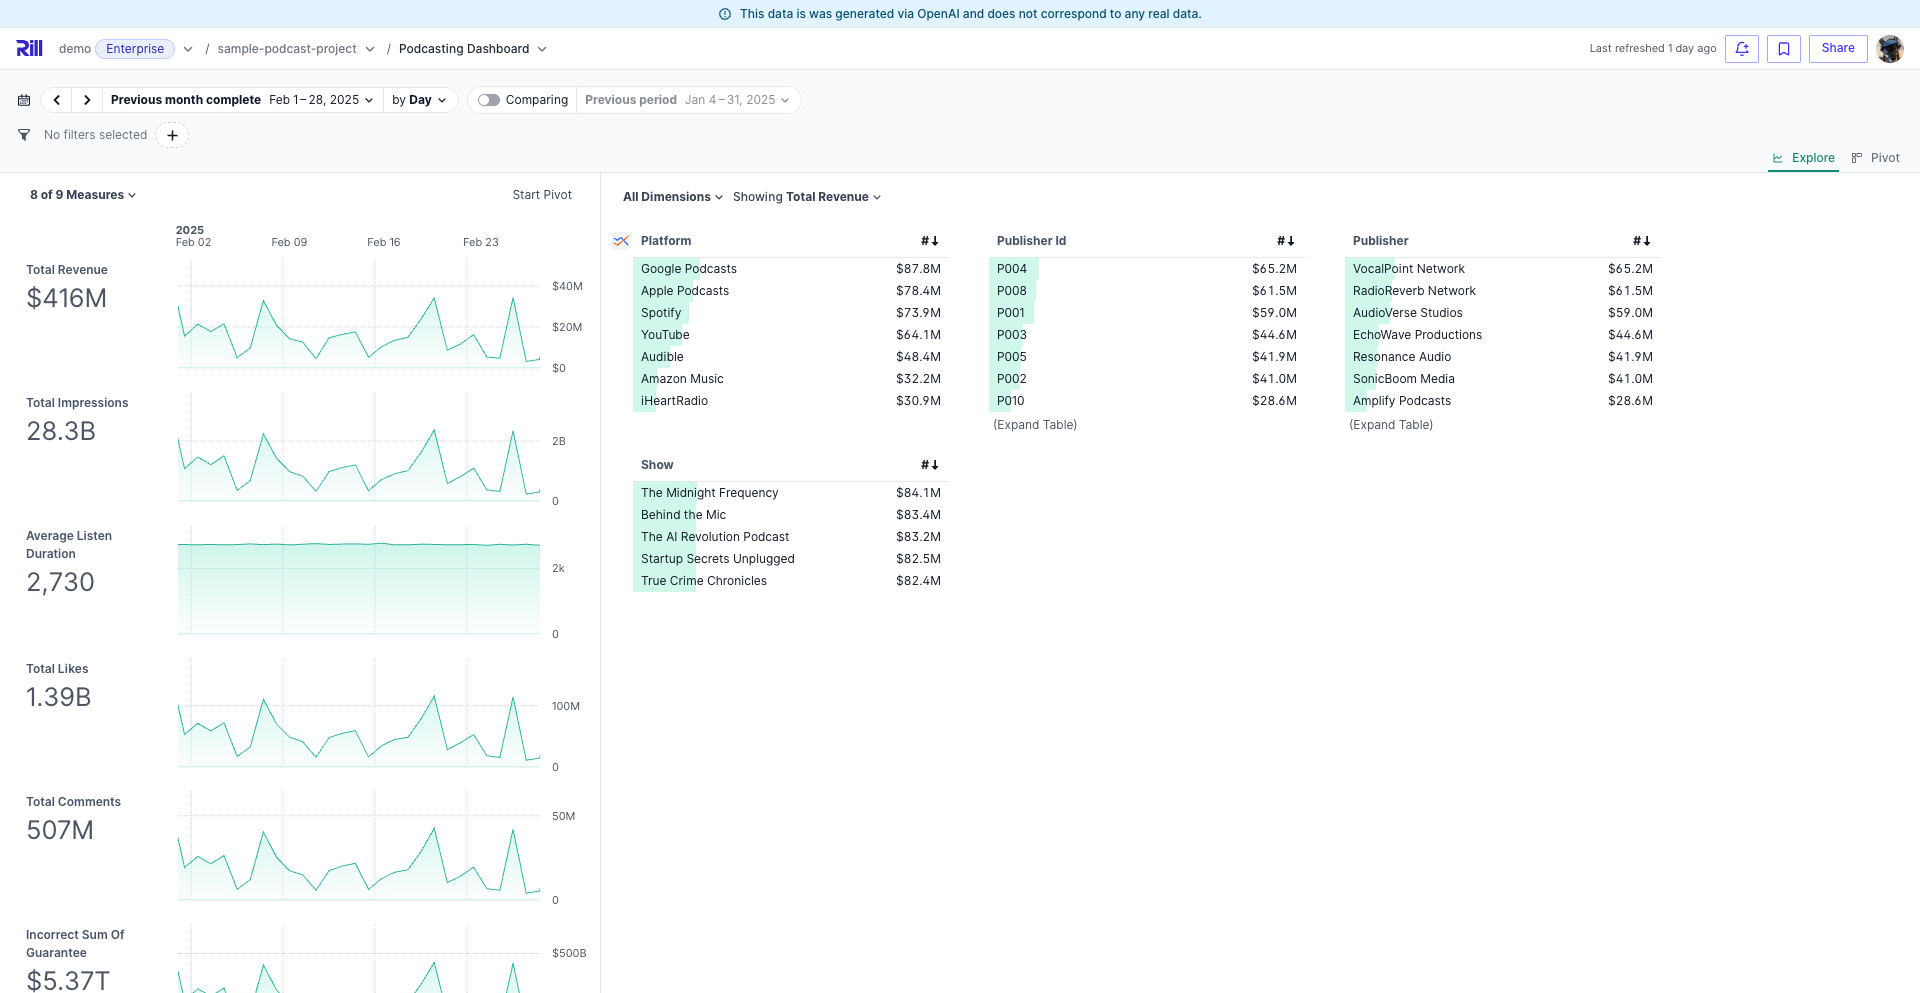 This data is was generated via OpenAI and does not correspond to any real data.
Rill demo Enterprise / sample-podcast-project / Podcasting Dashboard Last refreshed 1 day ago Share
Previous month complete Feb 1 – 28, 2025 by Day Comparing Previous period Jan 4 – 31, 2025
No filters selected +
Explore Pivot
8 of 9 Measures Start Pivot
2025
Feb 02 Feb 09 Feb 16 Feb 23
Total Revenue
$416M
$40M
$20M
$0
Total Impressions
28.3B
2B
0
Average Listen
Duration
2,730
2k
0
Total Likes
1.39B
100M
0
Total Comments
507M
50M
0
Incorrect Sum Of
Guarantee
$5.37T
$500B
All Dimensions Showing Total Revenue
Platform #
Google Podcasts $87.8M
Apple Podcasts $78.4M
Spotify $73.9M
YouTube $64.1M
Audible $48.4M
Amazon Music $32.2M
iHeartRadio $30.9M
Publisher Id #
P004 $65.2M
P008 $61.5M
P001 $59.0M
P003 $44.6M
P005 $41.9M
P002 $41.0M
P010 $28.6M
(Expand Table)
Publisher #
VocalPoint Network $65.2M
RadioReverb Network $61.5M
AudioVerse Studios $59.0M
EchoWave Productions $44.6M
Resonance Audio $41.9M
SonicBoom Media $41.0M
Amplify Podcasts $28.6M
(Expand Table)
Show #
The Midnight Frequency $84.1M
Behind the Mic $83.4M
The AI Revolution Podcast $83.2M
Startup Secrets Unplugged $82.5M
True Crime Chronicles $82.4M